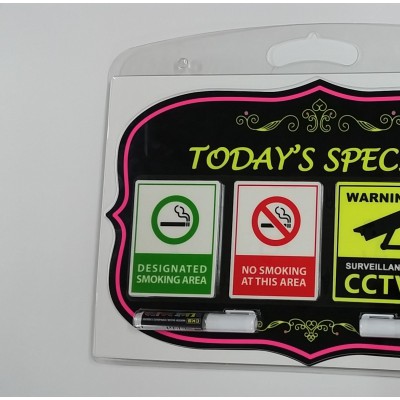 TODAY'S SPEC
DESIGNATED
SMOKING AREA
NO SMOKING
AT THIS AREA
WARNIN
SURVEILLAN
CCTV